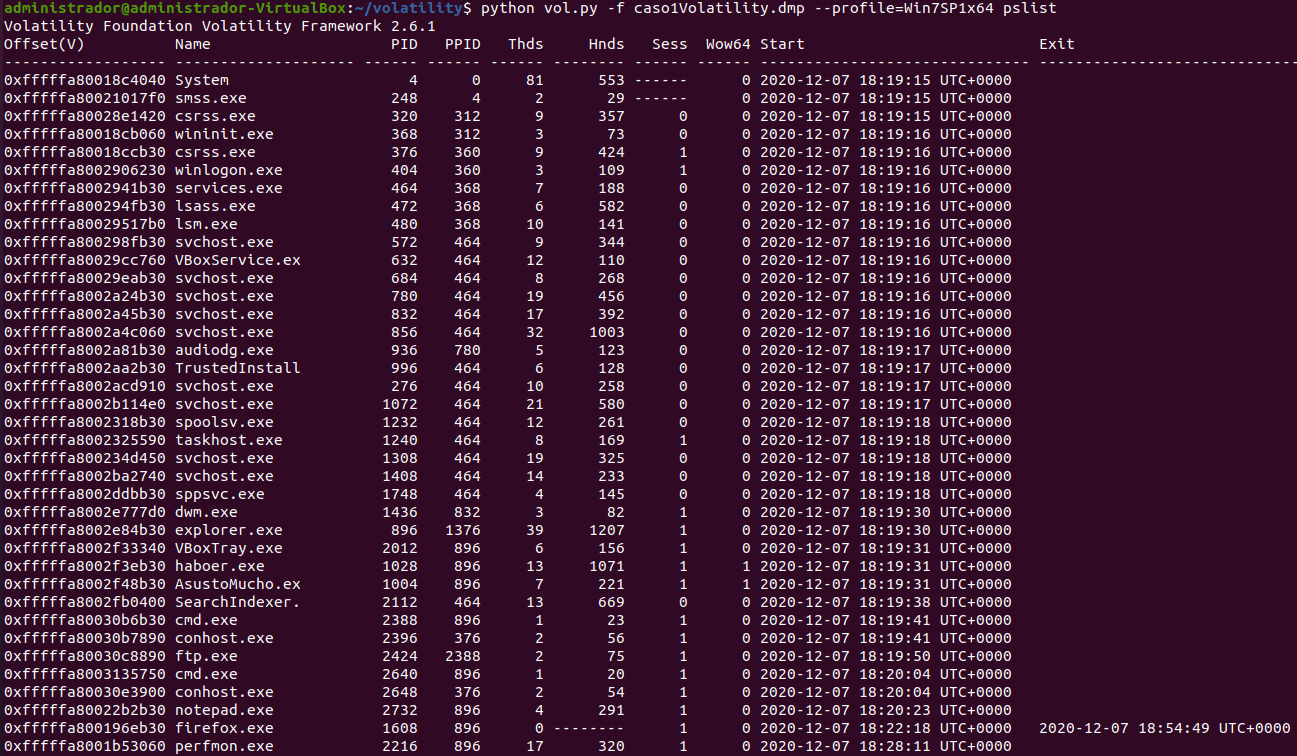 administrador@administrador-VirtualBox:~/volatility$ python vol.py -f caso1Volatility.dmp --profile=Win7SP1x64 pslist
Volatility Foundation Volatility Framework 2.6.1
Offset(V)          Name                    PID   PPID   Thds     Hnds   Sess  Wow64 Start                          Exit
------------------ -------------------- ------ ------ ------ -------- ------ ------ ------------------------------ ------------------------------
0xfffffa80018c4040 System                    4      0     81      553 ------      0 2020-12-07 18:19:15 UTC+0000
0xfffffa80021017f0 smss.exe                248      4      2       29 ------      0 2020-12-07 18:19:15 UTC+0000
0xfffffa80028e1420 csrss.exe               320    312      9      357      0      0 2020-12-07 18:19:15 UTC+0000
0xfffffa80018cb060 wininit.exe             368    312      3       73      0      0 2020-12-07 18:19:16 UTC+0000
0xfffffa80018ccb30 csrss.exe               376    360      9      424      1      0 2020-12-07 18:19:16 UTC+0000
0xfffffa8002906230 winlogon.exe            404    360      3      109      1      0 2020-12-07 18:19:16 UTC+0000
0xfffffa8002941b30 services.exe            464    368      7      188      0      0 2020-12-07 18:19:16 UTC+0000
0xfffffa800294fb30 lsass.exe               472    368      6      582      0      0 2020-12-07 18:19:16 UTC+0000
0xfffffa80029517b0 lsm.exe                 480    368     10      141      0      0 2020-12-07 18:19:16 UTC+0000
0xfffffa800298fb30 svchost.exe             572    464      9      344      0      0 2020-12-07 18:19:16 UTC+0000
0xfffffa80029cc760 VBoxService.ex          632    464     12      110      0      0 2020-12-07 18:19:16 UTC+0000
0xfffffa80029eab30 svchost.exe             684    464      8      268      0      0 2020-12-07 18:19:16 UTC+0000
0xfffffa8002a24b30 svchost.exe             780    464     19      456      0      0 2020-12-07 18:19:16 UTC+0000
0xfffffa8002a45b30 svchost.exe             832    464     17      392      0      0 2020-12-07 18:19:16 UTC+0000
0xfffffa8002a4c060 svchost.exe             856    464     32     1003      0      0 2020-12-07 18:19:16 UTC+0000
0xfffffa8002a81b30 audiodg.exe             936    780      5      123      0      0 2020-12-07 18:19:17 UTC+0000
0xfffffa8002aa2b30 TrustedInstall          996    464      6      128      0      0 2020-12-07 18:19:17 UTC+0000
0xfffffa8002acd910 svchost.exe             276    464     10      258      0      0 2020-12-07 18:19:17 UTC+0000
0xfffffa8002b114e0 svchost.exe            1072    464     21      580      0      0 2020-12-07 18:19:17 UTC+0000
0xfffffa8002318b30 spoolsv.exe            1232    464     12      261      0      0 2020-12-07 18:19:18 UTC+0000
0xfffffa8002325590 taskhost.exe           1240    464      8      169      1      0 2020-12-07 18:19:18 UTC+0000
0xfffffa800234d450 svchost.exe            1308    464     19      325      0      0 2020-12-07 18:19:18 UTC+0000
0xfffffa8002ba2740 svchost.exe            1408    464     14      233      0      0 2020-12-07 18:19:18 UTC+0000
0xfffffa8002ddbb30 sppsvc.exe             1748    464      4      145      0      0 2020-12-07 18:19:18 UTC+0000
0xfffffa8002e777d0 dwm.exe                1436    832      3       82      1      0 2020-12-07 18:19:30 UTC+0000
0xfffffa8002e84b30 explorer.exe            896   1376     39     1207      1      0 2020-12-07 18:19:30 UTC+0000
0xfffffa8002f33340 VBoxTray.exe           2012    896      6      156      1      0 2020-12-07 18:19:31 UTC+0000
0xfffffa8002f3eb30 haboer.exe             1028    896     13     1071      1      1 2020-12-07 18:19:31 UTC+0000
0xfffffa8002f48b30 AsustoMucho.ex         1004    896      7      221      1      1 2020-12-07 18:19:31 UTC+0000
0xfffffa8002fb0400 SearchIndexer.         2112    464     13      669      0      0 2020-12-07 18:19:38 UTC+0000
0xfffffa80030b6b30 cmd.exe                2388    896      1       23      1      0 2020-12-07 18:19:41 UTC+0000
0xfffffa80030b7890 conhost.exe            2396    376      2       56      1      0 2020-12-07 18:19:41 UTC+0000
0xfffffa80030c8890 ftp.exe                2424   2388      2       75      1      0 2020-12-07 18:19:50 UTC+0000
0xfffffa8003135750 cmd.exe                2640    896      1       20      1      0 2020-12-07 18:20:04 UTC+0000
0xfffffa80030e3900 conhost.exe            2648    376      2       54      1      0 2020-12-07 18:20:04 UTC+0000
0xfffffa80022b2b30 notepad.exe            2732    896      4      291      1      0 2020-12-07 18:20:23 UTC+0000
0xfffffa800196eb30 firefox.exe            1608    896      0 --------      1      0 2020-12-07 18:22:18 UTC+0000   2020-12-07 18:54:49 UTC+0000
0xfffffa8001b53060 perfmon.exe            2216    896     17      320      1      0 2020-12-07 18:28:11 UTC+0000